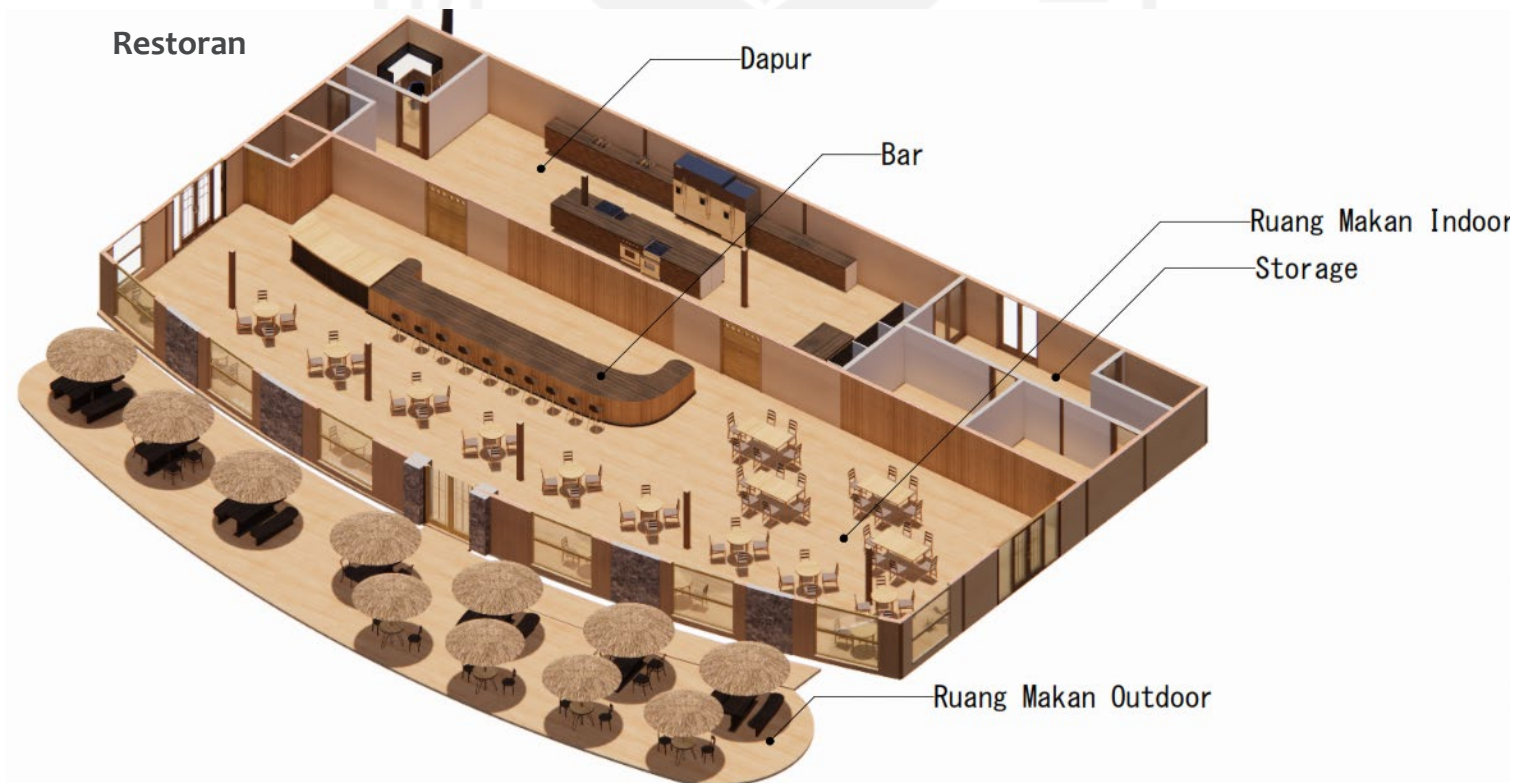 Restoran
Dapur
Bar
Ruang Makan Indoor
Storage
Ruang Makan Outdoor